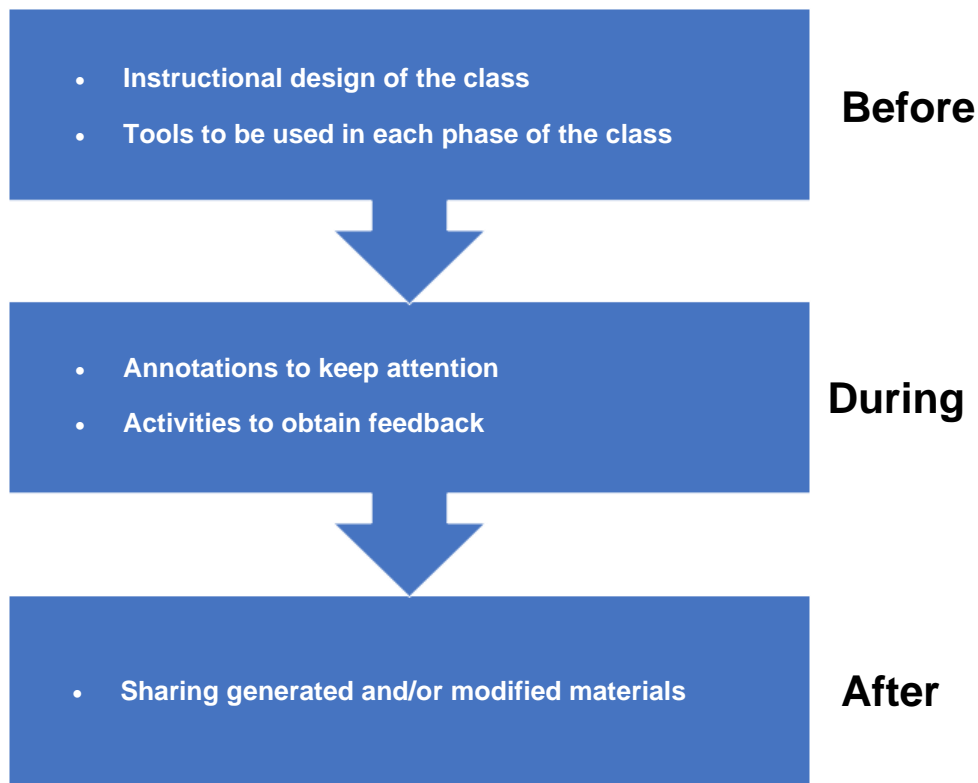 • Instructional design of the class
• Tools to be used in each phase of the class
Before
• Annotations to keep attention
• Activities to obtain feedback
During
• Sharing generated and/or modified materials
After